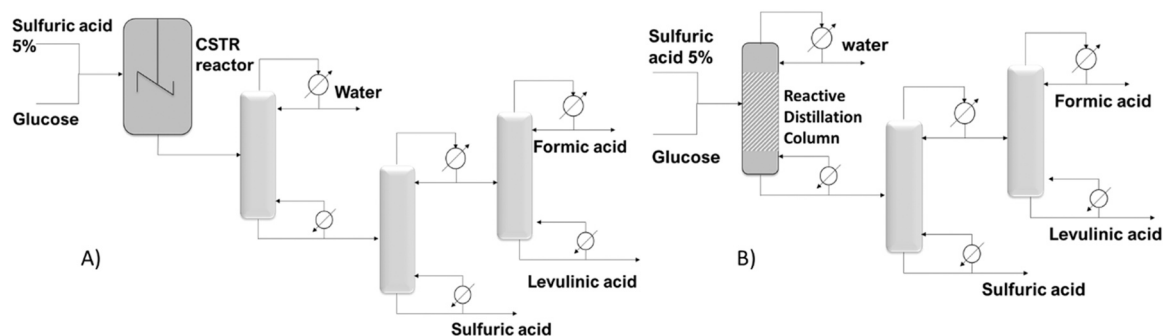 Sulfuric acid
5%
CSTR
reactor
Glucose
Water
Formic acid
Levulinic acid
Sulfuric acid
A)
Sulfuric
acid 5%
Glucose
water
Reactive
Distillation
Column
Formic acid
Levulinic acid
Sulfuric acid
B)